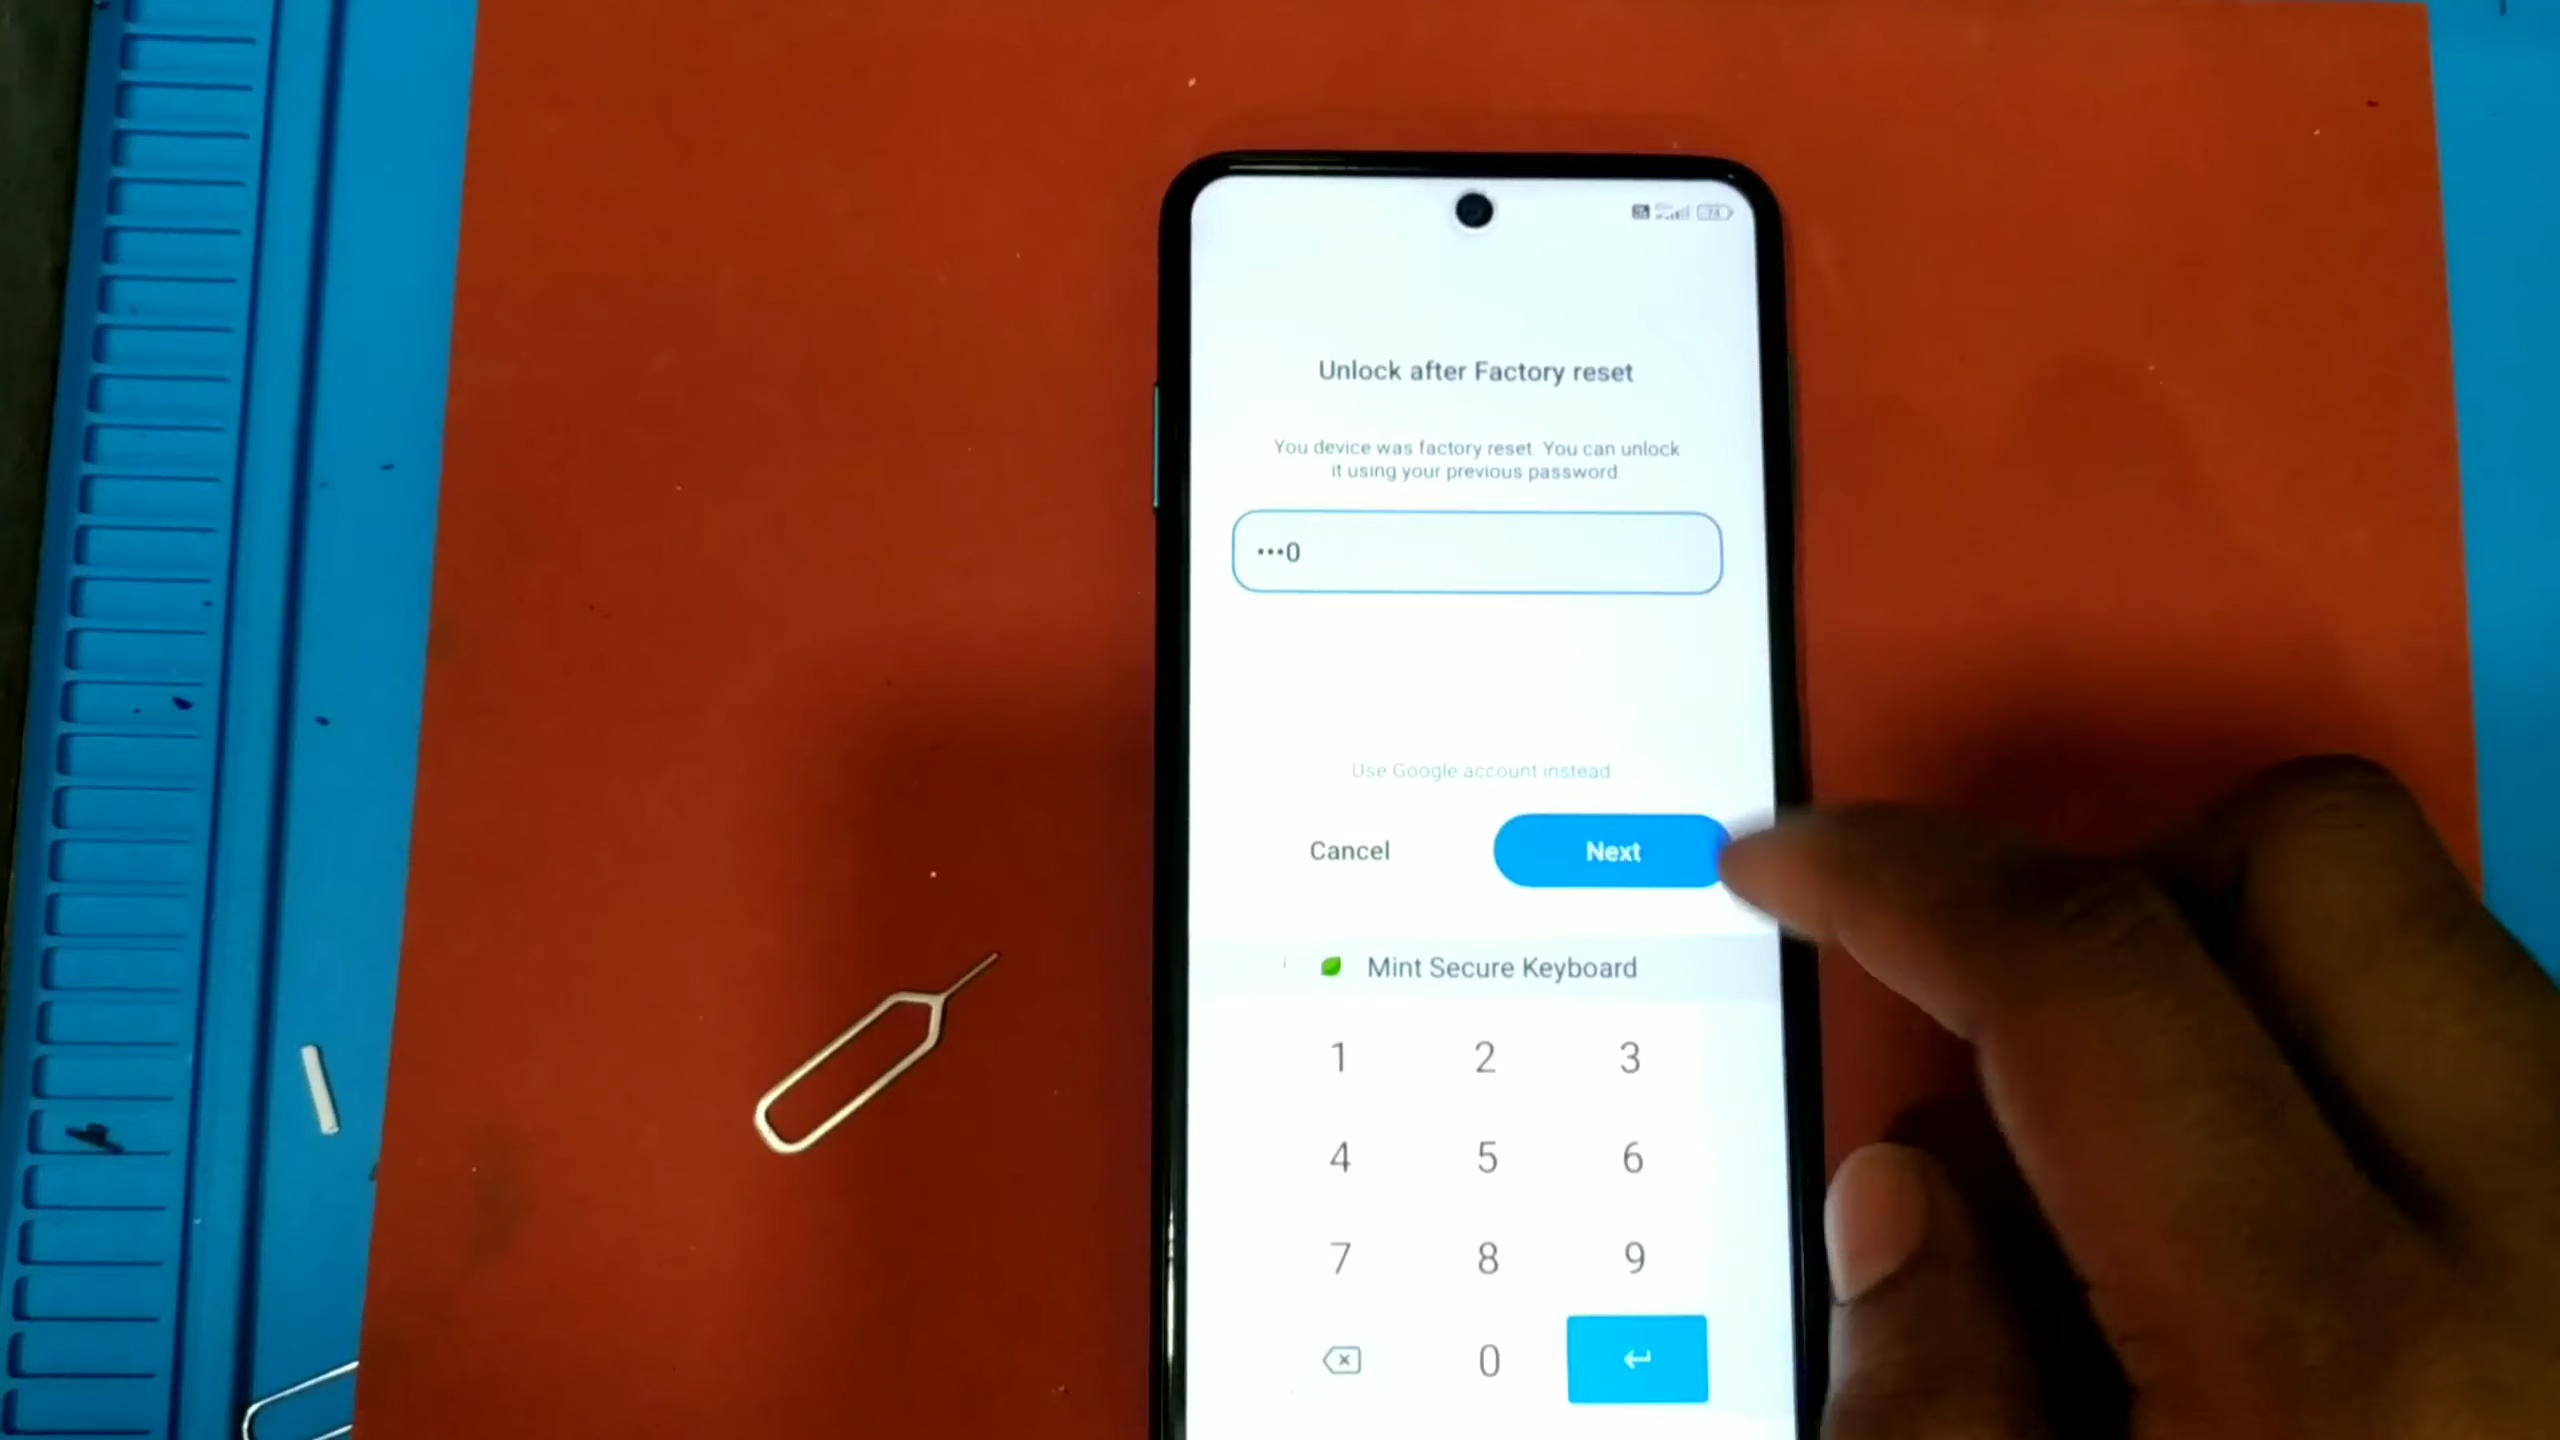 74
Unlock after Factory reset
You device was factory reset. You can unlock
it using your previous password.
•••0
Use Google account instead
Cancel
Next
Mint Secure Keyboard
1 2 3
4 5 6
7 8 9
0